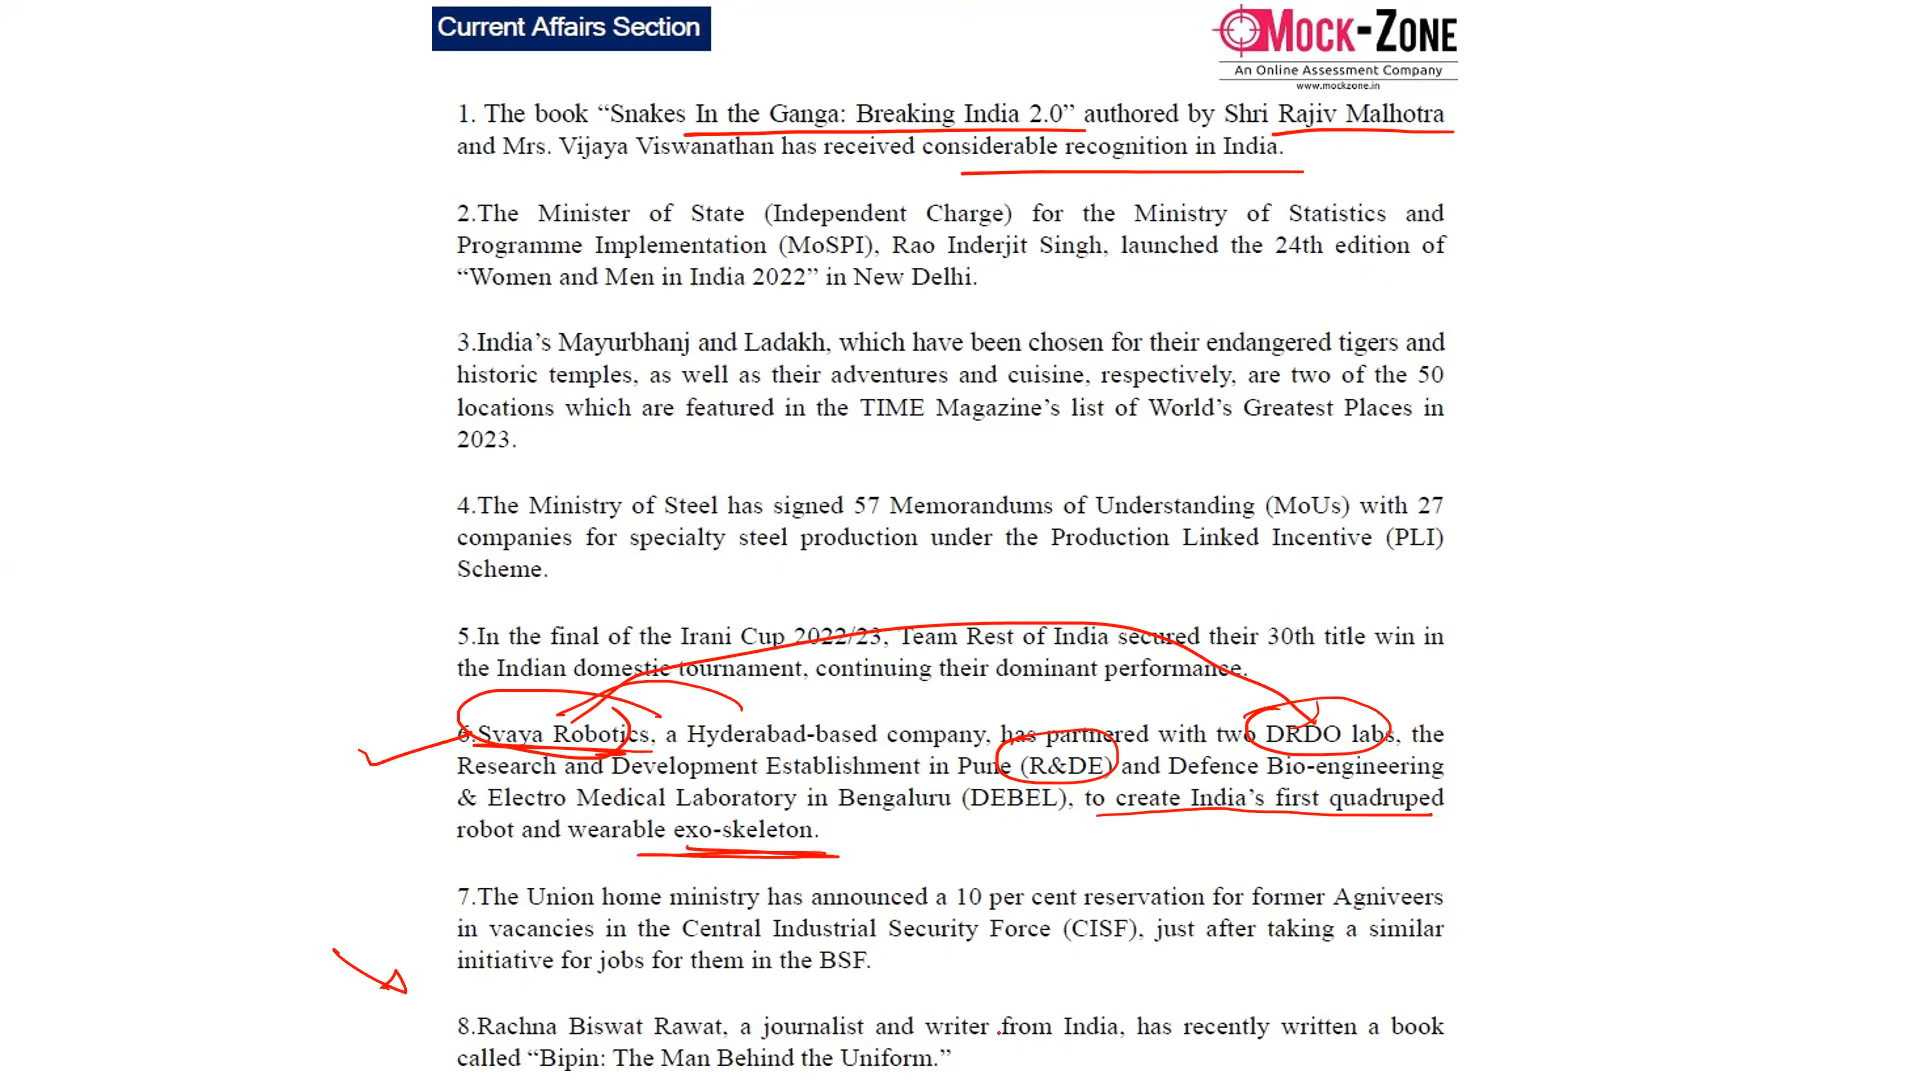 Current Affairs Section
MOCK-ZONE
An Online Assessment Company
www.mockzone.in
1. The book “Snakes In the Ganga: Breaking India 2.0” authored by Shri Rajiv Malhotra
and Mrs. Vijaya Viswanathan has received considerable recognition in India.
2.The Minister of State (Independent Charge) for the Ministry of Statistics and
Programme Implementation (MoSPI), Rao Inderjit Singh, launched the 24th edition of
“Women and Men in India 2022” in New Delhi.
3.India’s Mayurbhanj and Ladakh, which have been chosen for their endangered tigers and
historic temples, as well as their adventures and cuisine, respectively, are two of the 50
locations which are featured in the TIME Magazine’s list of World’s Greatest Places in
2023.
4.The Ministry of Steel has signed 57 Memorandums of Understanding (MoUs) with 27
companies for specialty steel production under the Production Linked Incentive (PLI)
Scheme.
5.In the final of the Irani Cup 2022/23, Team Rest of India secured their 30th title win in
the Indian domestic tournament, continuing their dominant performance.
6.Svaya Robotics, a Hyderabad-based company, has partnered with two DRDO labs, the
Research and Development Establishment in Pune (R&DE) and Defence Bio-engineering
& Electro Medical Laboratory in Bengaluru (DEBEL), to create India’s first quadruped
robot and wearable exo-skeleton.
7.The Union home ministry has announced a 10 per cent reservation for former Agniveers
in vacancies in the Central Industrial Security Force (CISF), just after taking a similar
initiative for jobs for them in the BSF.
8.Rachna Biswat Rawat, a journalist and writer from India, has recently written a book
called “Bipin: The Man Behind the Uniform.”